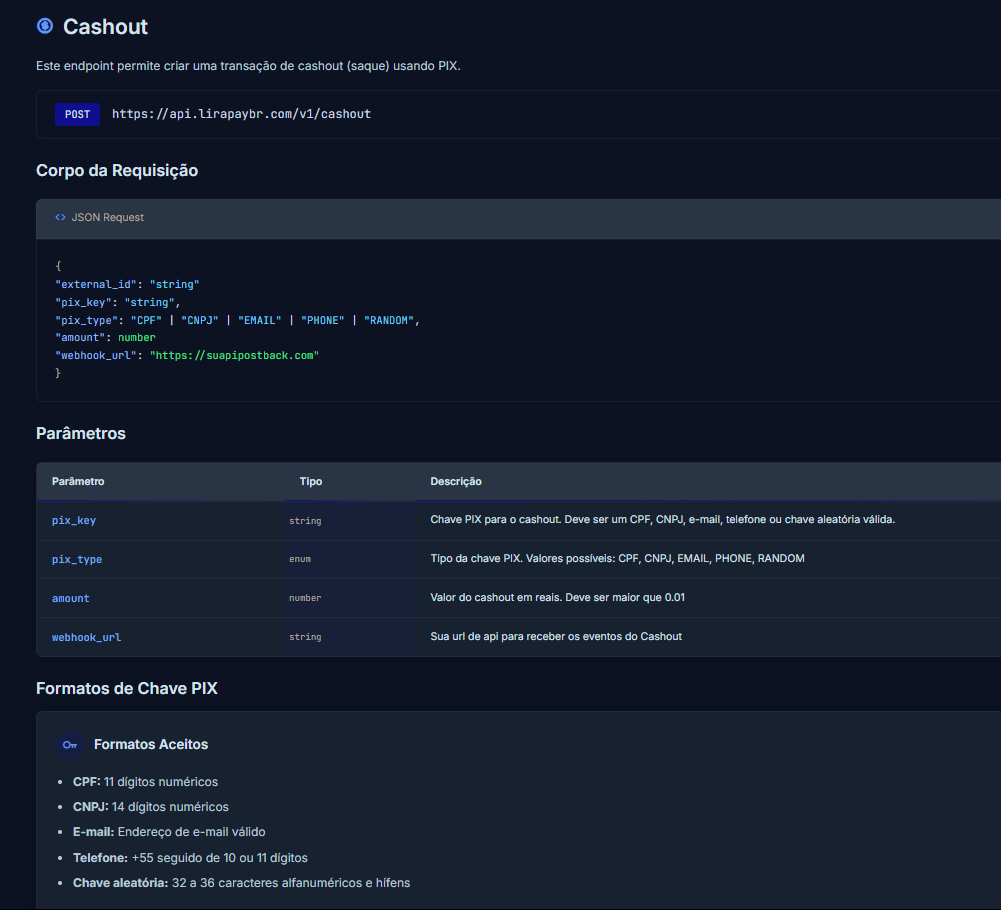 Cashout
Este endpoint permite criar uma transação de cashout (saque) usando PIX.
POST https://api.lirapaybr.com/v1/cashout
Corpo da Requisição
<> JSON Request
{
"external_id": "string"
"pix_key": "string",
"pix_type": "CPF" | "CNPJ" | "EMAIL" | "PHONE" | "RANDOM",
"amount": number
"webhook_url": "https://suapipostback.com"
}
Parâmetros
Parâmetro Tipo Descrição
pix_key string Chave PIX para o cashout. Deve ser um CPF, CNPJ, e-mail, telefone ou chave aleatória válida.
pix_type enum Tipo da chave PIX. Valores possíveis: CPF, CNPJ, EMAIL, PHONE, RANDOM
amount number Valor do cashout em reais. Deve ser maior que 0.01
webhook_url string Sua url de api para receber os eventos do Cashout
Formatos de Chave PIX
Formatos Aceitos
• CPF: 11 dígitos numéricos
• CNPJ: 14 dígitos numéricos
• E-mail: Endereço de e-mail válido
• Telefone: +55 seguido de 10 ou 11 dígitos
• Chave aleatória: 32 a 36 caracteres alfanuméricos e hífens